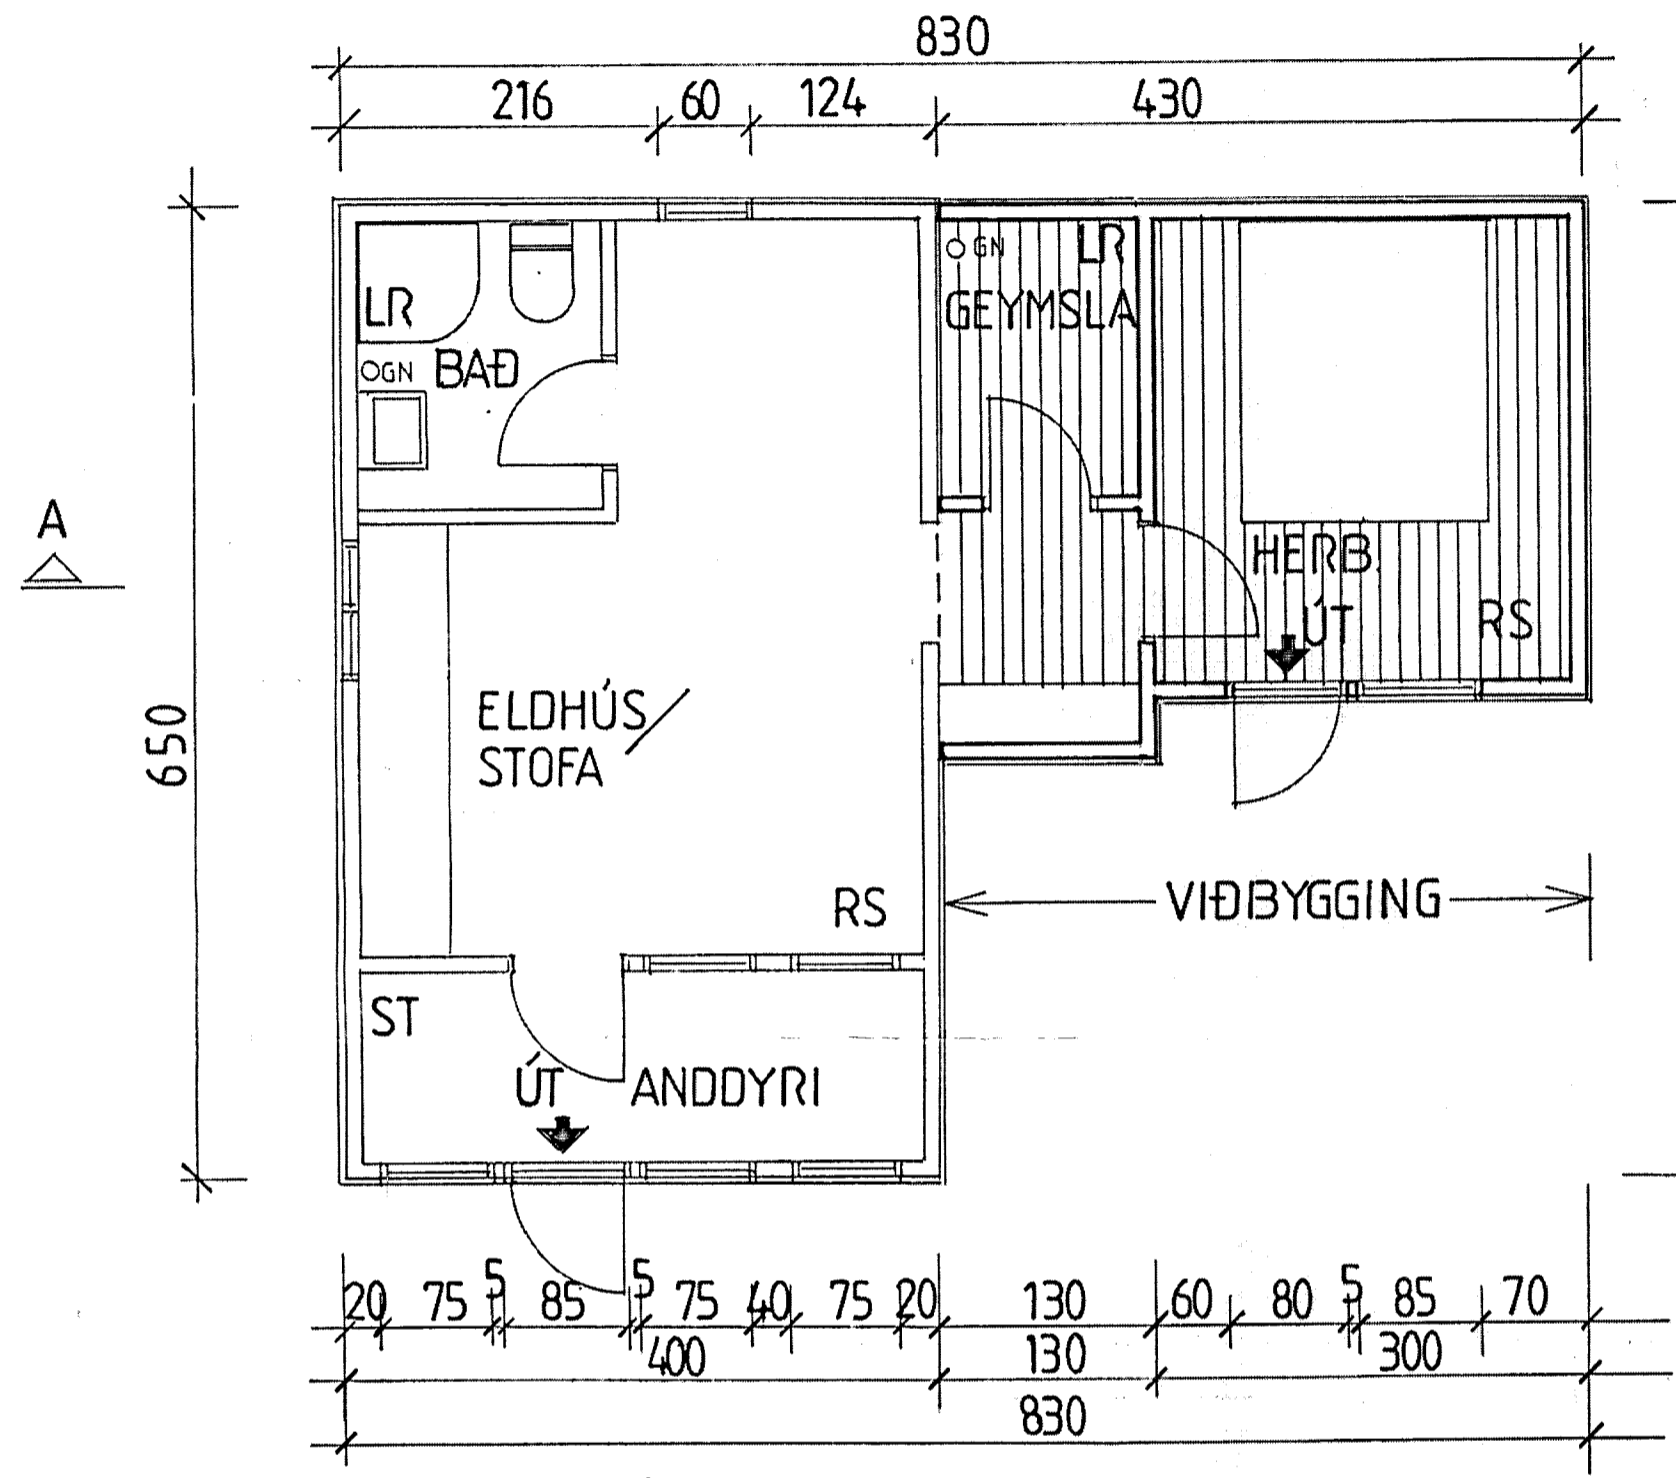 830
216 60 124 430
LR
GN BAÐ
GN LR
GEYMSLA
A
HERB.
ÚT RS
650
ELDHÚS/
STOFA
RS
VIÐBYGGING
ST
ÚT ANDDYRI
20 75 5 85 5 75 40 75 20 130 60 80 5 85 70
400 130 300
830